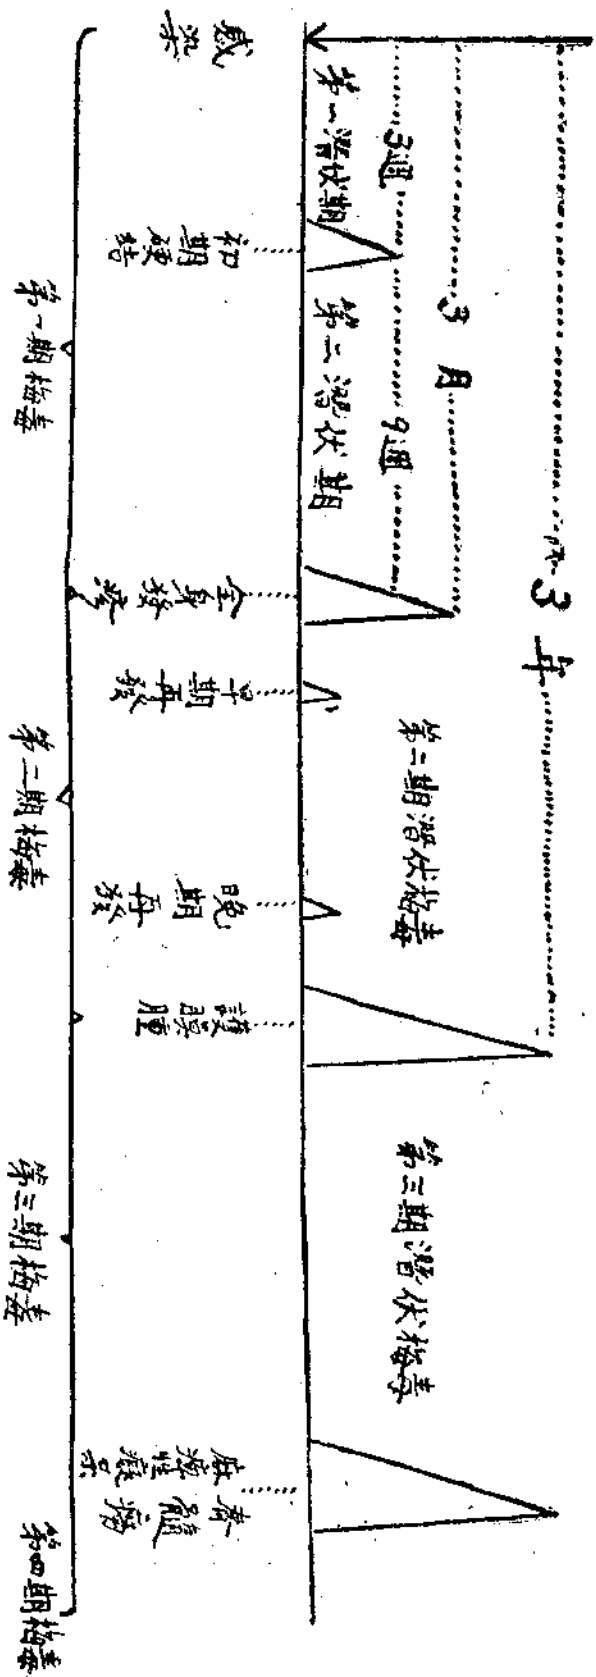 3年
3月
3週
9週
第一潜伏期
第二潜伏期
第二期潜伏梅毒
第三期潜伏梅毒
感染
初期硬結
全身發疹
早期再發
晩期再發
護謨腫
脊髄癆
麻痺性癡呆
第一期梅毒
第二期梅毒
第三期梅毒
第四期梅毒